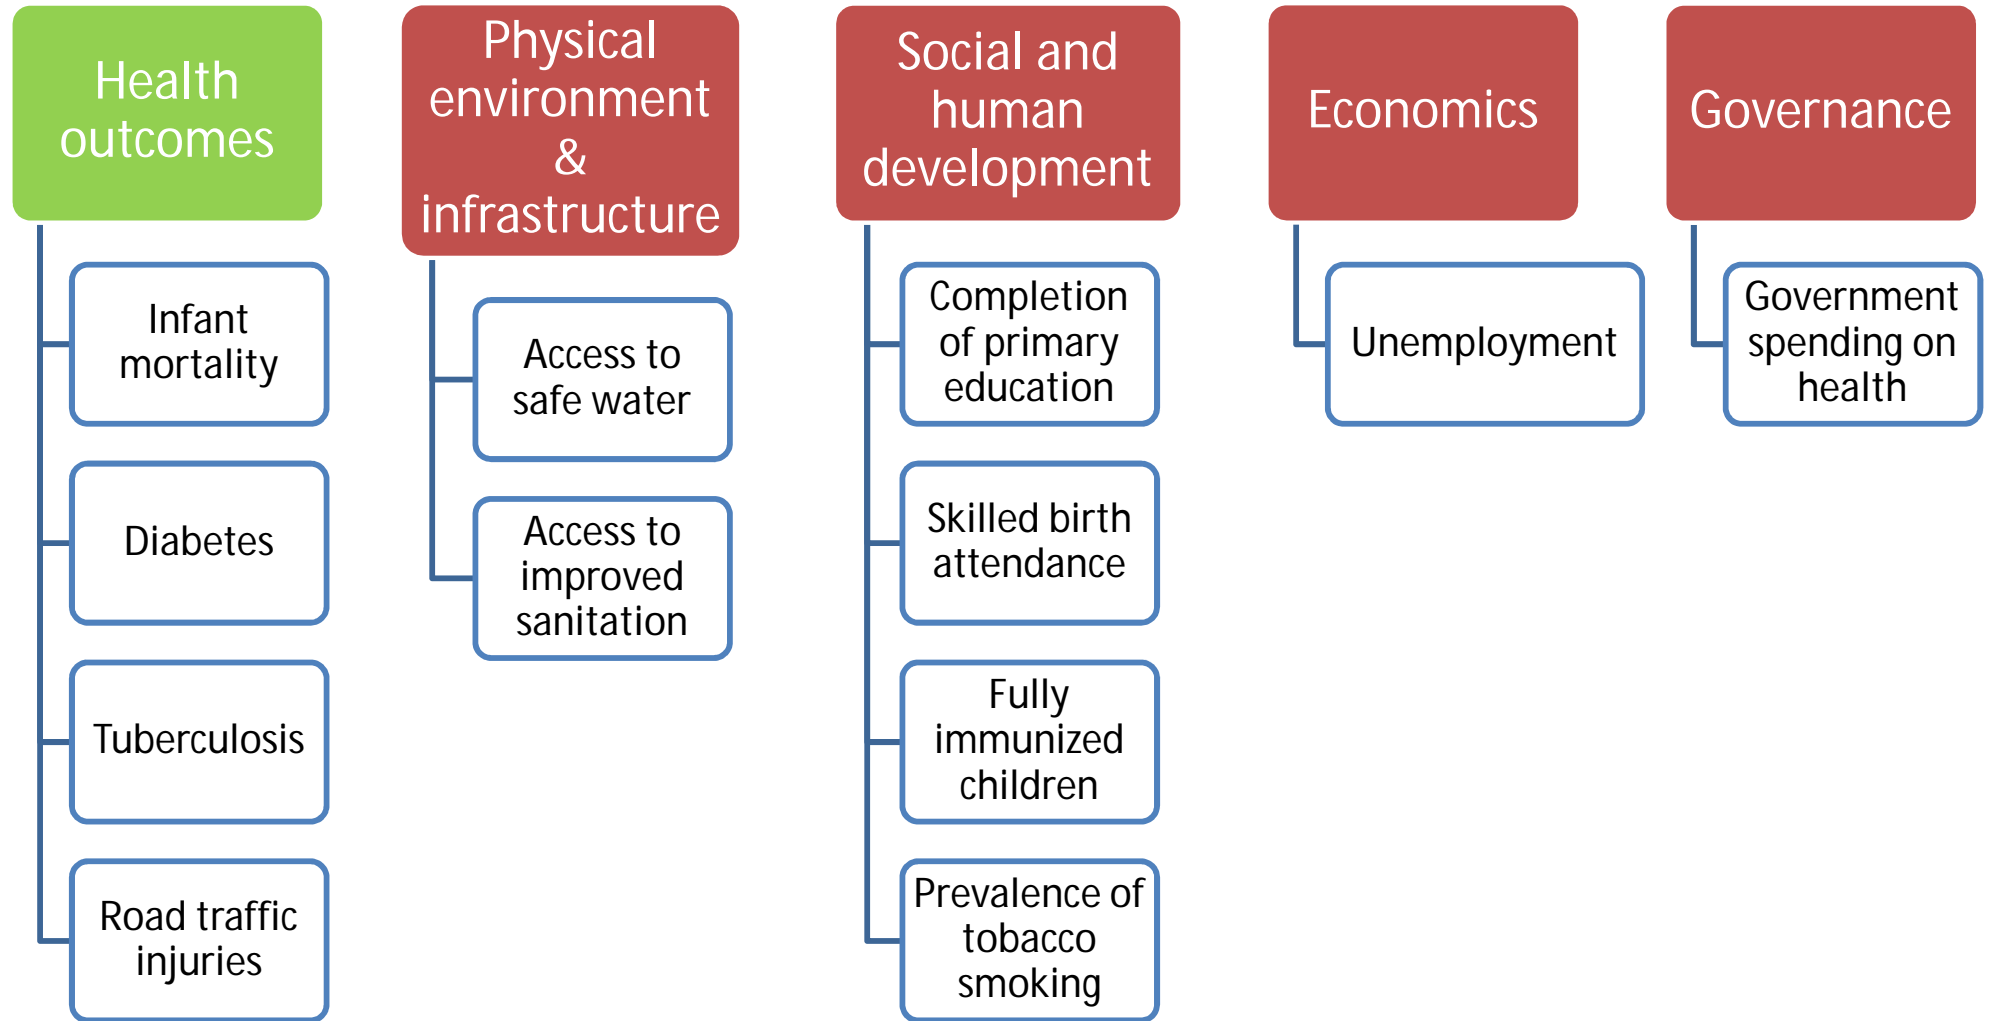 Health
outcomes
Infant
mortality
Diabetes
Tuberculosis
Road traffic
injuries
Physical
environment
&
infrastructure
Access to
safe water
Access to
improved
sanitation
Social and
human
development
Completion
of primary
education
Skilled birth
attendance
Fully
immunized
children
Prevalence of
tobacco
smoking
Economics
Unemployment
Governance
Government
spending on
health